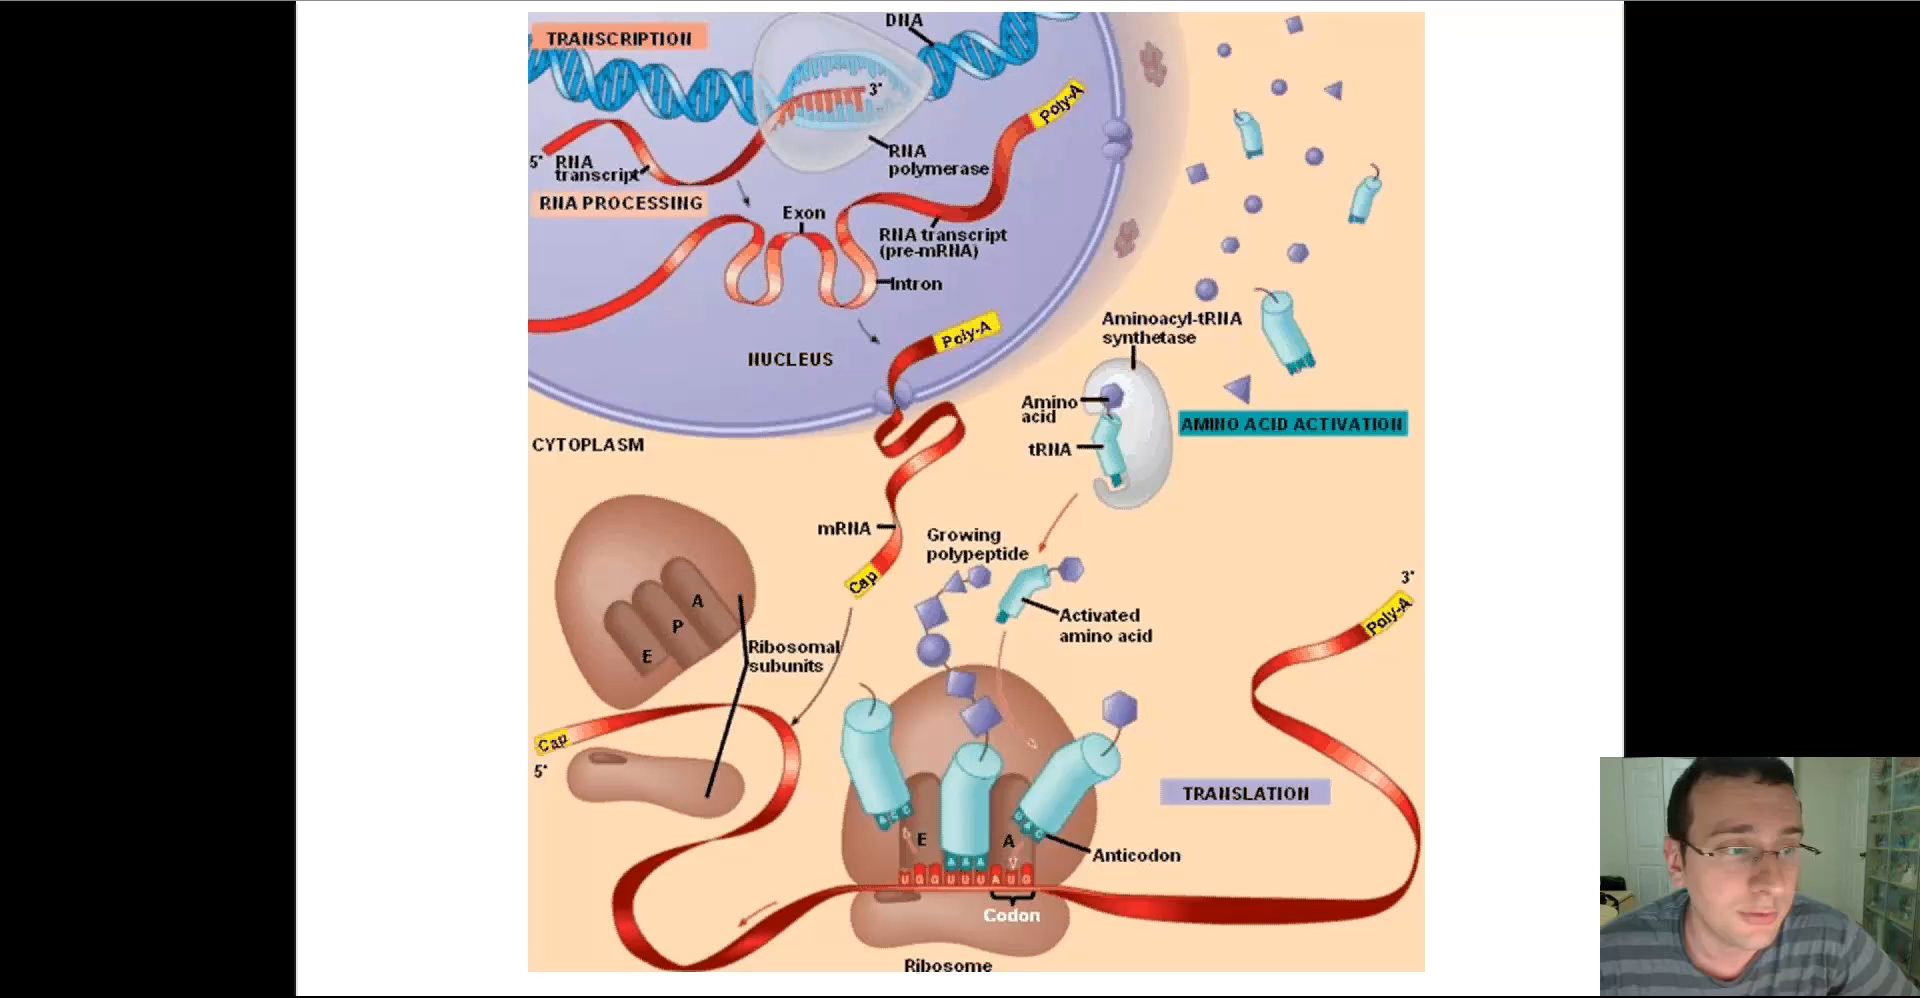 TRANSCRIPTION
DNA
3'
Poly-A
5'
RNA
transcript
RNA
polymerase
RNA PROCESSING
Exon
RNA transcript
(pre-mRNA)
Intron
Poly-A
NUCLEUS
Aminoacyl-tRNA
synthetase
Amino
acid
AMINO ACID ACTIVATION
tRNA
CYTOPLASM
mRNA
Growing
polypeptide
Cap
3'
Poly-A
A
P
E
Activated
amino acid
Ribosomal
subunits
Cap
5'
TRANSLATION
E
A
Anticodon
A A A
U G G U U U A U G
Codon
Ribosome